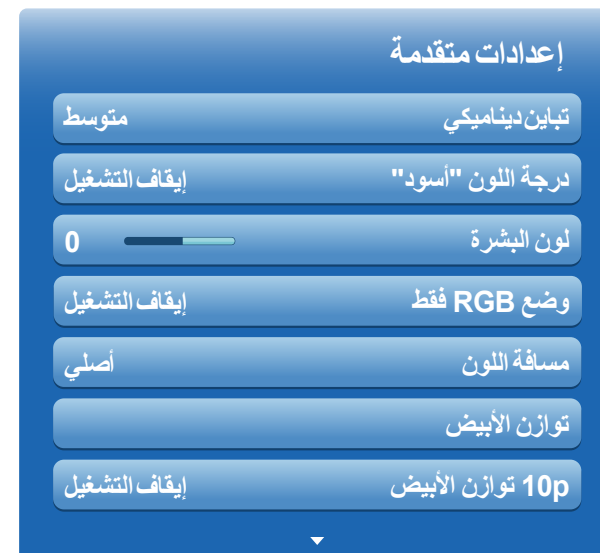 إعدادات متقدمة
تباين ديناميكي متوسط
درجة اللون "أسود" إيقاف التشغيل
لون البشرة 0
وضع RGB فقط إيقاف التشغيل
مسافة اللون أصلي
توازن الأبيض
10p توازن الأبيض إيقاف التشغيل